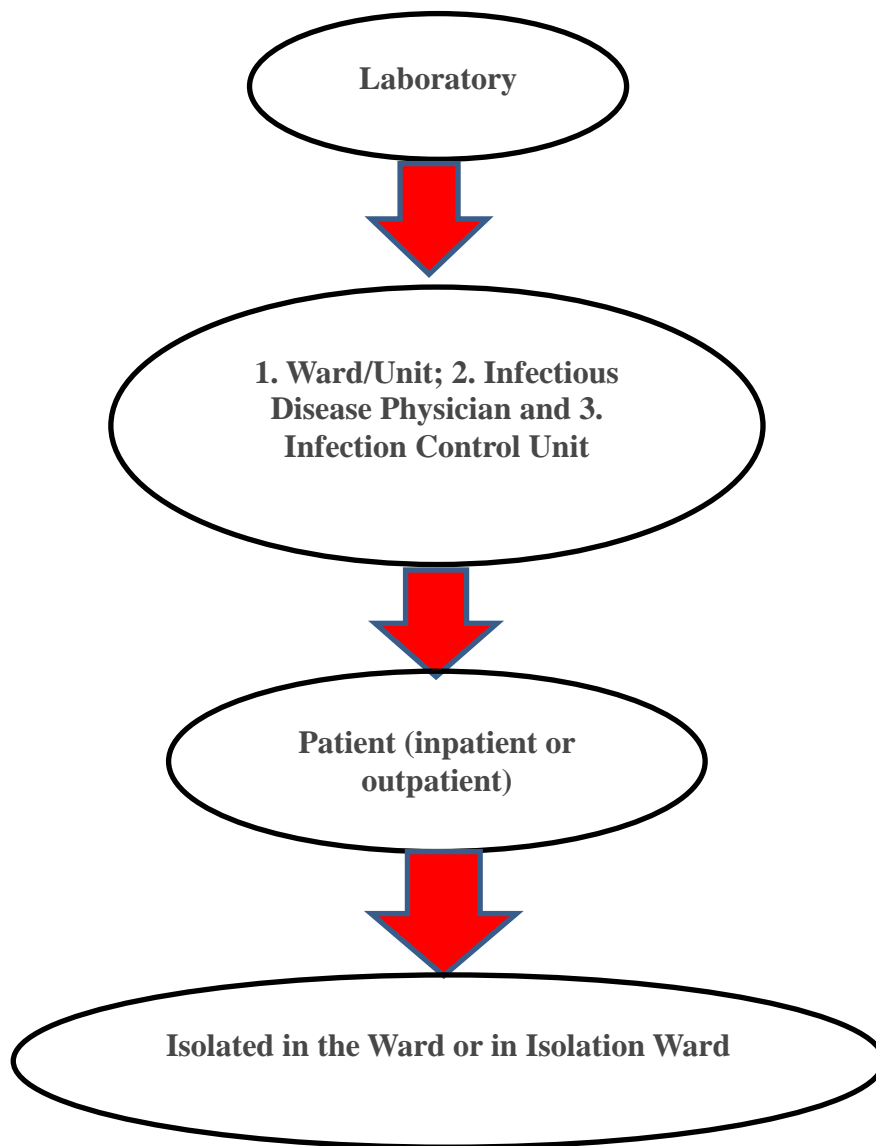 Laboratory
1. Ward/Unit; 2. Infectious
Disease Physician and 3.
Infection Control Unit
Patient (inpatient or
outpatient)
Isolated in the Ward or in Isolation Ward